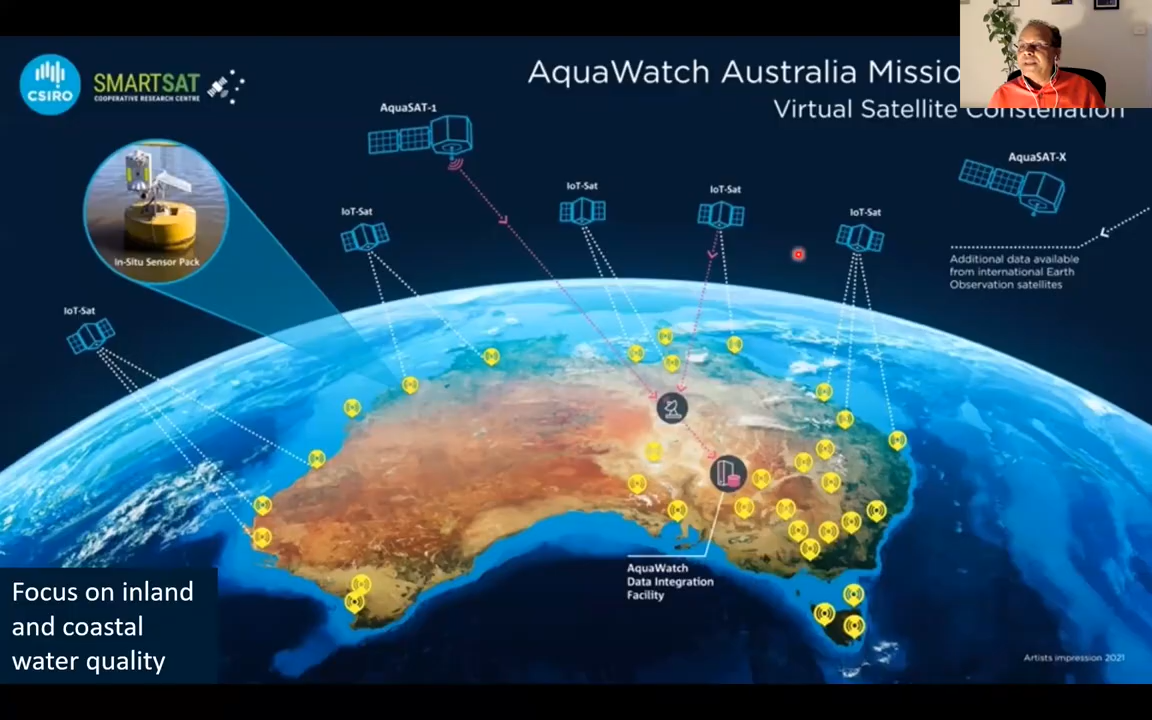 CSIRO
SMARTSAT
COOPERATIVE RESEARCH CENTRE
AquaWatch Australia Missio
Virtual Satellite Constellation
AquaSAT-1
AquaSAT-X
IoT-Sat
IoT-Sat
IoT-Sat
IoT-Sat
In-Situ Sensor Pack
Additional data available
from international Earth
Observation satellites
IoT-Sat
AquaWatch
Data Integration
Facility
Focus on inland
and coastal
water quality
Artists impression 2021